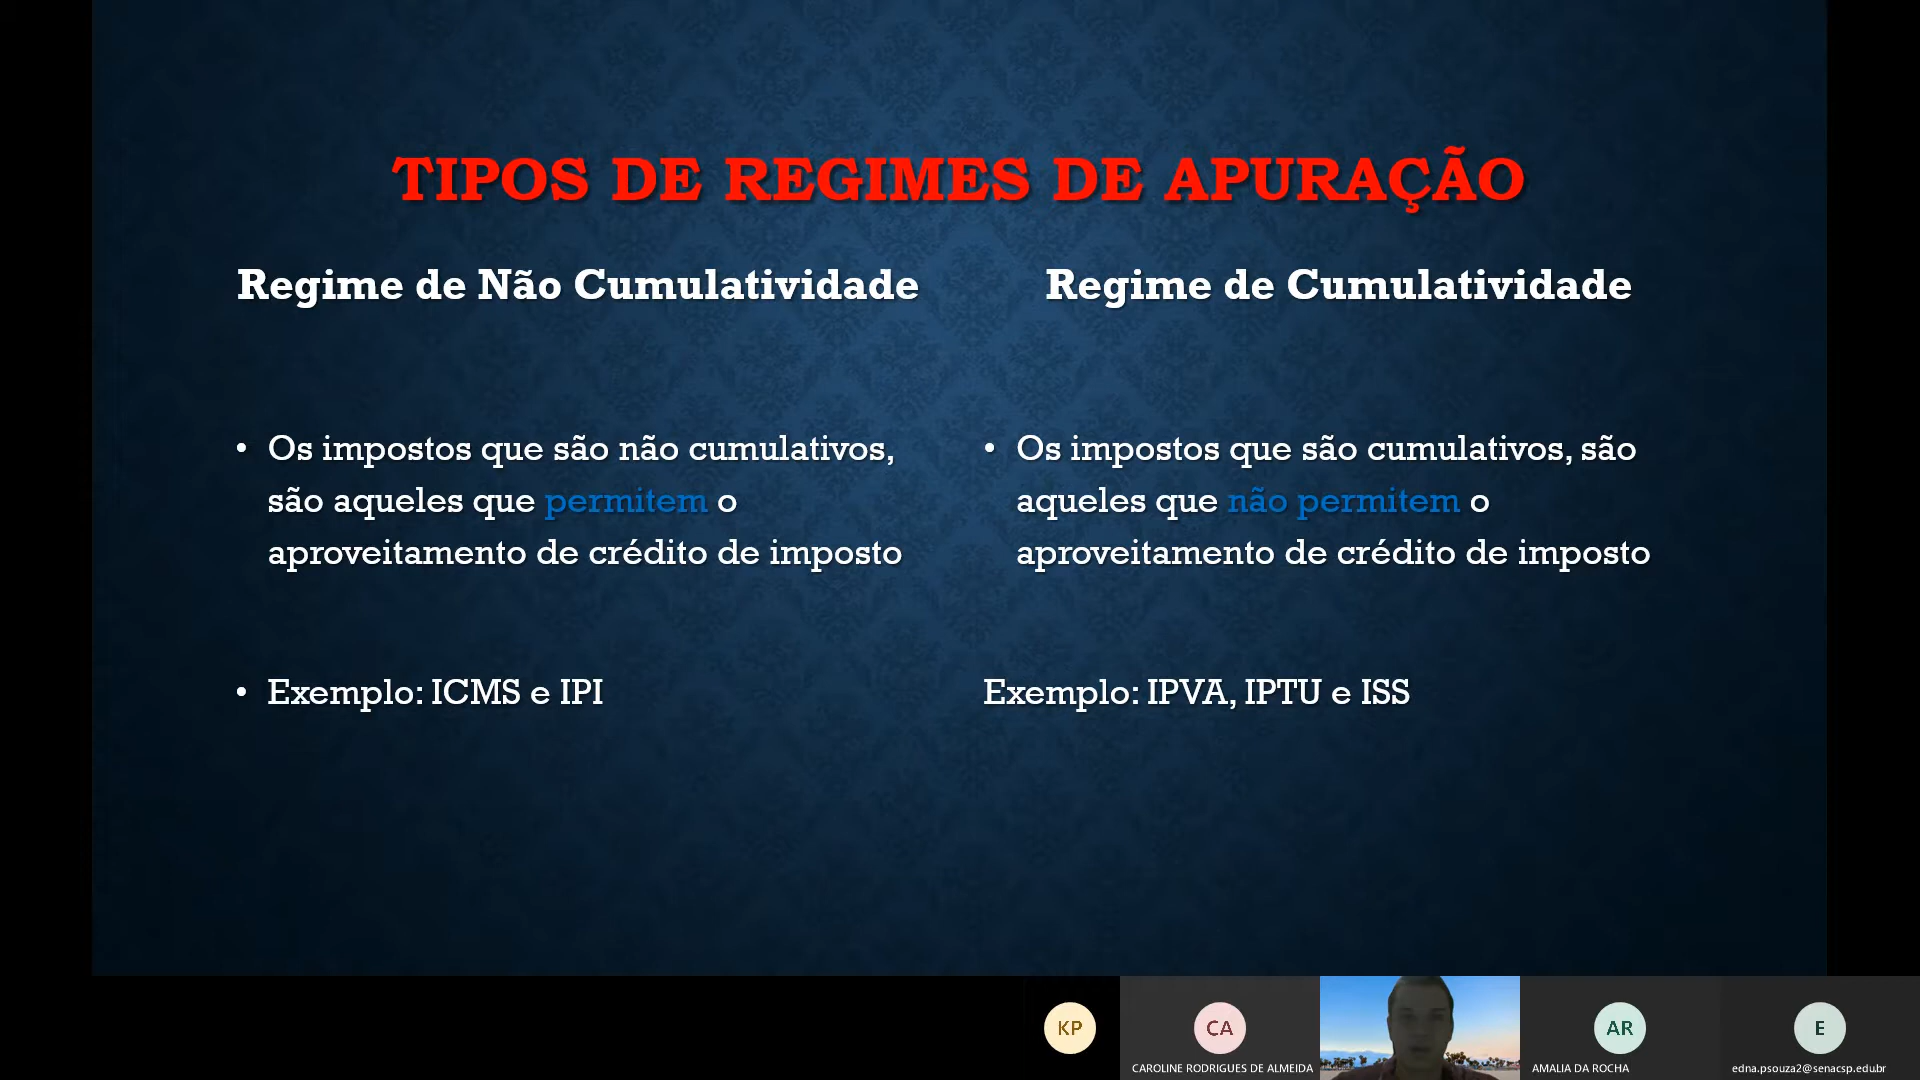 TIPOS DE REGIMES DE APURAÇÃO
Regime de Não Cumulatividade
• Os impostos que são não cumulativos,
são aqueles que permitem o
aproveitamento de crédito de imposto
• Exemplo: ICMS e IPI
Regime de Cumulatividade
• Os impostos que são cumulativos, são
aqueles que não permitem o
aproveitamento de crédito de imposto
Exemplo: IPVA, IPTU e ISS
KP
CA
CAROLINE RODRIGUES DE ALMEIDA
AR
AMALIA DA ROCHA
E
edna.psouza2@senacsp.edu.br